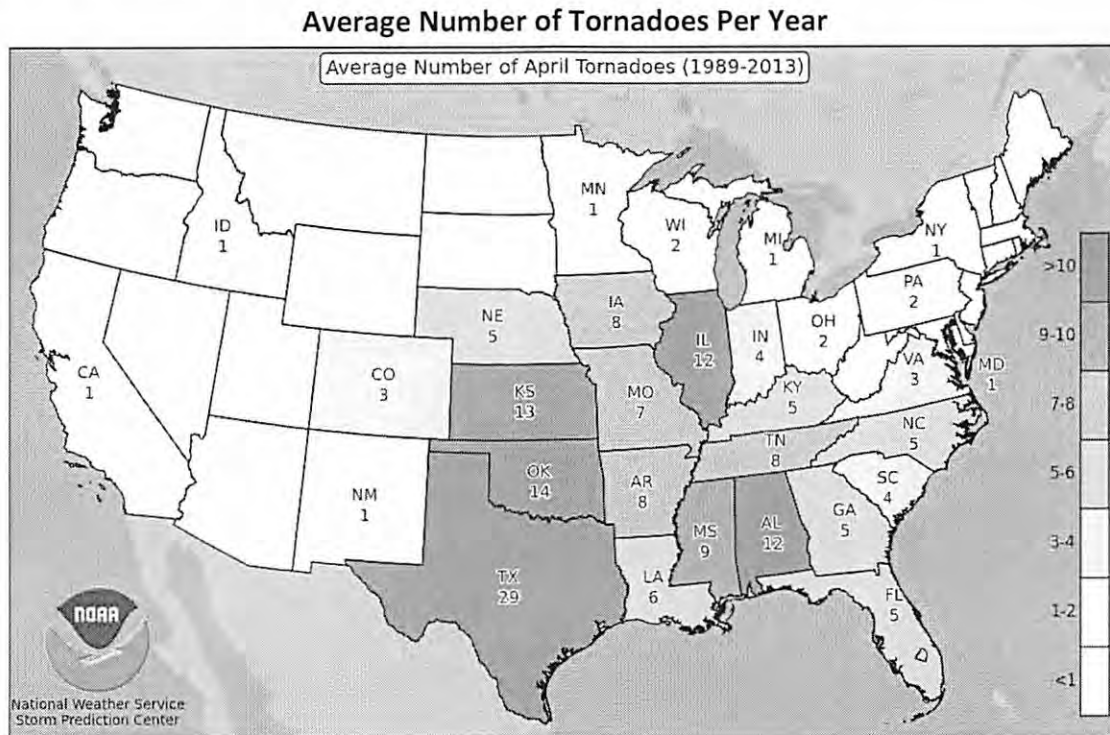 Average Number of Tornadoes Per Year
Average Number of April Tornadoes (1989-2013)
MN
1
ID
1
WI
2
MI
1
NY
1
>10
PA
2
NE
5
IA
8
OH
2
9-10
IL
12
IN
4
CA
1
CO
3
VA
3
MD
1
KS
13
MO
7
KY
5
7-8
NC
5
TN
8
OK
14
AR
8
SC
4
5-6
NM
1
GA
5
MS
9
AL
12
3-4
TX
29
LA
6
FL
5
1-2
NOAA
<1
National Weather Service
Storm Prediction Center